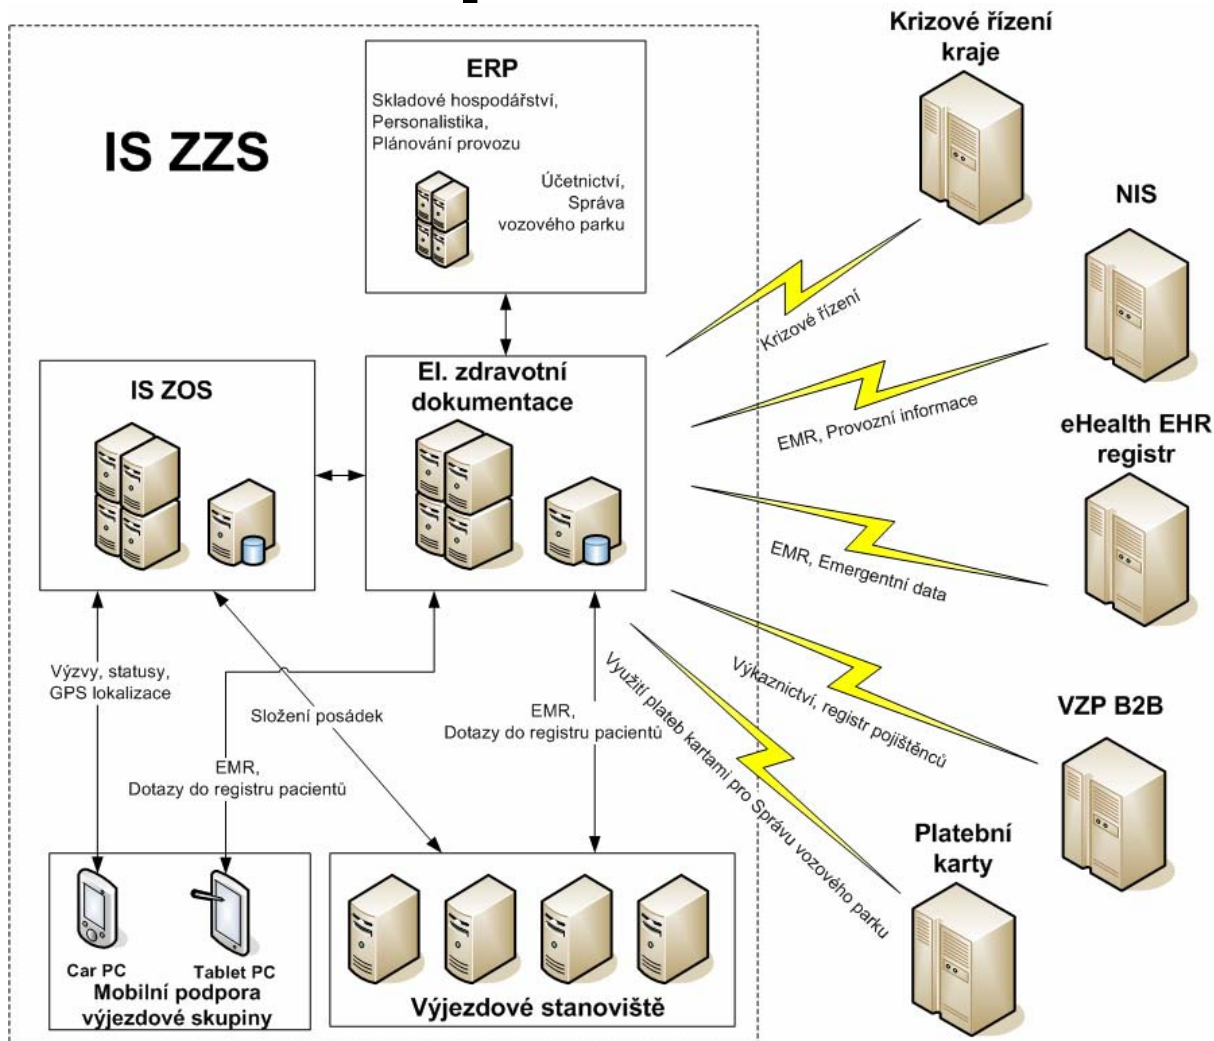 IS ZZS
ERP
Skladové hospodářství,
Personalistika,
Plánování provozu
Účetnictví,
Správa
vozového parku
IS ZOS
El. zdravotní
dokumentace
Výzvy, statusy,
GPS lokalizace
Složení posádek
EMR,
Dotazy do registru pacientů
EMR,
Dotazy do registru pacientů
Car PC
Tablet PC
Mobilní podpora
výjezdové skupiny
Výjezdové stanoviště
Krizové řízení
kraje
Krizové řízení
NIS
EMR, Provozní informace
eHealth EHR
registr
EMR, Emergentní data
VZP B2B
Výkaznictví, registr pojištěnců
Platební
karty
Využití plateb kartami pro Správu vozového parku